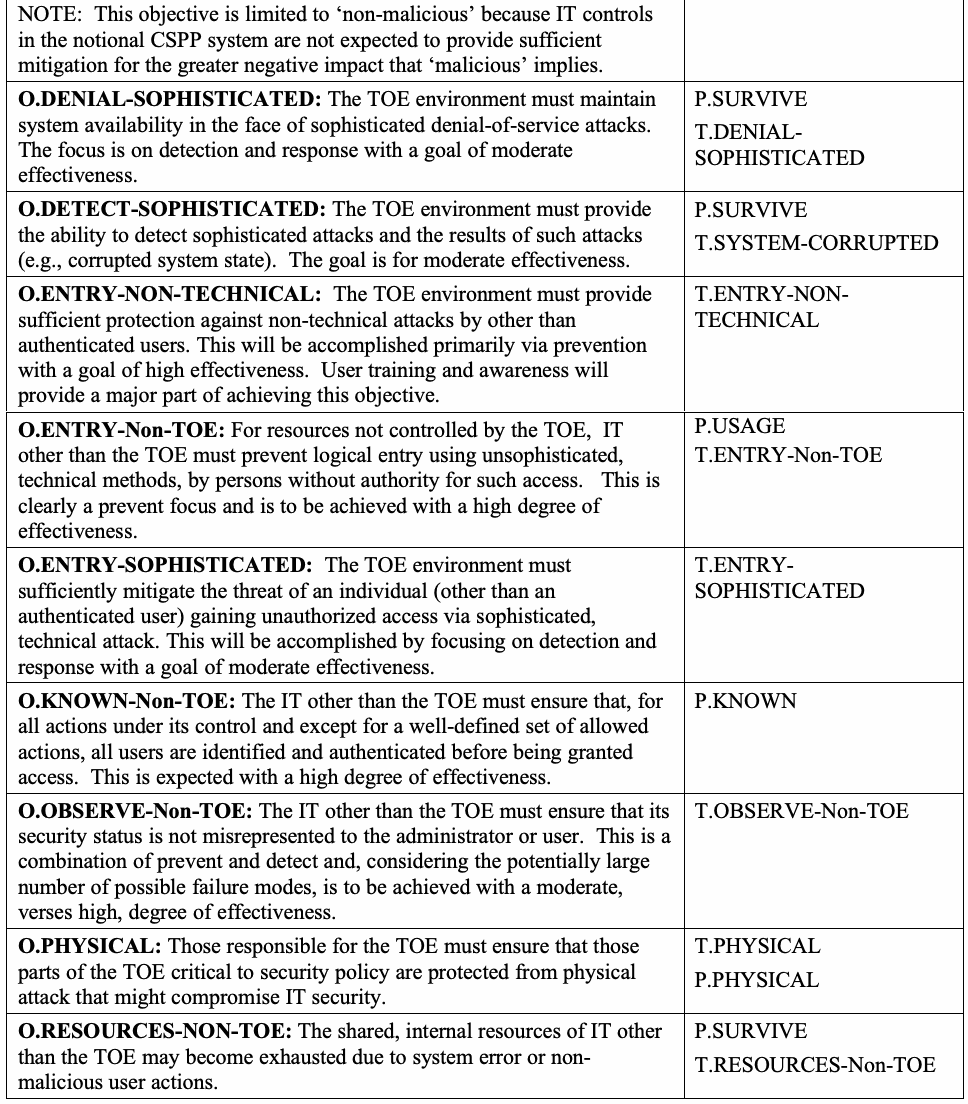 NOTE:  This objective is limited to ‘non-malicious’ because IT controls
in the notional CSPP system are not expected to provide sufficient
mitigation for the greater negative impact that ‘malicious’ implies.
O.DENIAL-SOPHISTICATED: The TOE environment must maintain
system availability in the face of sophisticated denial-of-service attacks.
The focus is on detection and response with a goal of moderate
effectiveness.
P.SURVIVE
T.DENIAL-
SOPHISTICATED
O.DETECT-SOPHISTICATED: The TOE environment must provide
the ability to detect sophisticated attacks and the results of such attacks
(e.g., corrupted system state).  The goal is for moderate effectiveness.
P.SURVIVE
T.SYSTEM-CORRUPTED
O.ENTRY-NON-TECHNICAL:  The TOE environment must provide
sufficient protection against non-technical attacks by other than
authenticated users. This will be accomplished primarily via prevention
with a goal of high effectiveness.  User training and awareness will
provide a major part of achieving this objective.
T.ENTRY-NON-
TECHNICAL
O.ENTRY-Non-TOE: For resources not controlled by the TOE,  IT
other than the TOE must prevent logical entry using unsophisticated,
technical methods, by persons without authority for such access.   This is
clearly a prevent focus and is to be achieved with a high degree of
effectiveness.
P.USAGE
T.ENTRY-Non-TOE
O.ENTRY-SOPHISTICATED:  The TOE environment must
sufficiently mitigate the threat of an individual (other than an
authenticated user) gaining unauthorized access via sophisticated,
technical attack. This will be accomplished by focusing on detection and
response with a goal of moderate effectiveness.
T.ENTRY-
SOPHISTICATED
O.KNOWN-Non-TOE: The IT other than the TOE must ensure that, for
all actions under its control and except for a well-defined set of allowed
actions, all users are identified and authenticated before being granted
access.  This is expected with a high degree of effectiveness.
P.KNOWN
O.OBSERVE-Non-TOE: The IT other than the TOE must ensure that its
security status is not misrepresented to the administrator or user.  This is a
combination of prevent and detect and, considering the potentially large
number of possible failure modes, is to be achieved with a moderate,
verses high, degree of effectiveness.
T.OBSERVE-Non-TOE
O.PHYSICAL: Those responsible for the TOE must ensure that those
parts of the TOE critical to security policy are protected from physical
attack that might compromise IT security.
T.PHYSICAL
P.PHYSICAL
O.RESOURCES-NON-TOE: The shared, internal resources of IT other
than the TOE may become exhausted due to system error or non-
malicious user actions.
P.SURVIVE
T.RESOURCES-Non-TOE